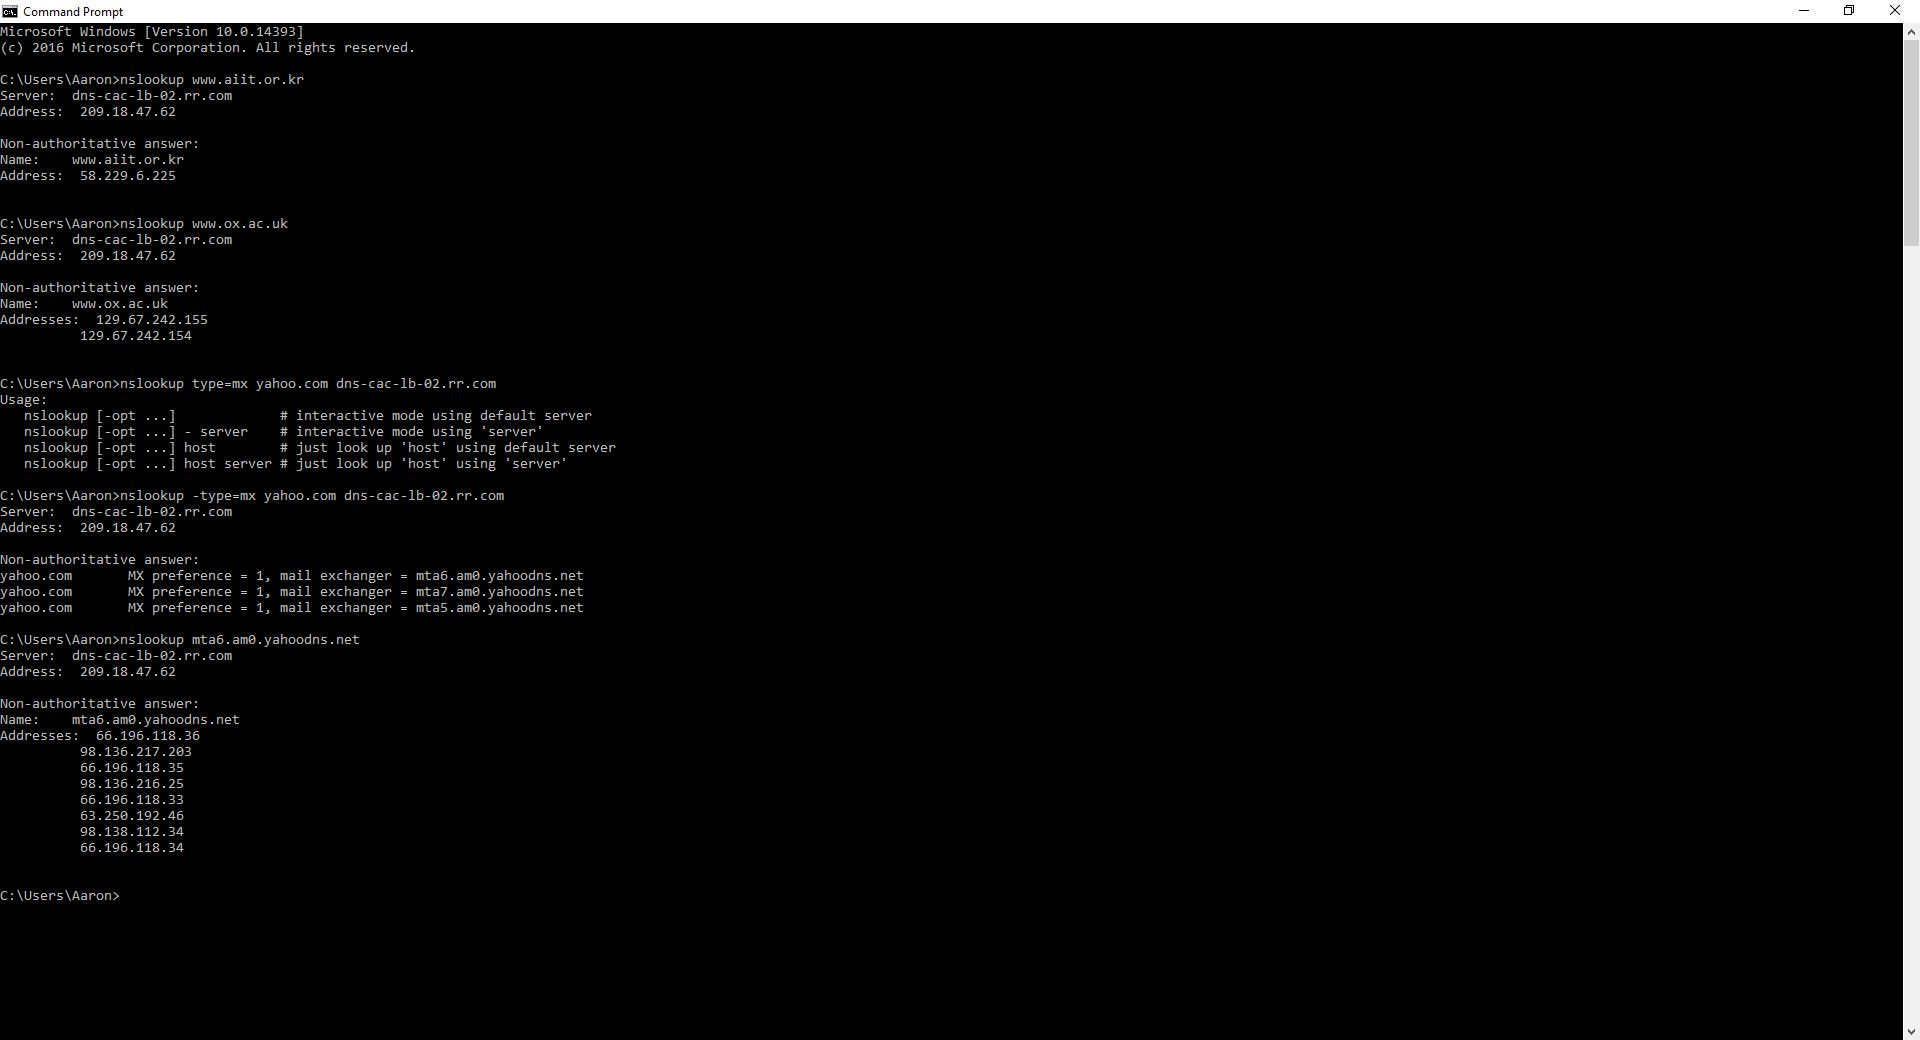 Command Prompt
Microsoft Windows [Version 10.0.14393]
(c) 2016 Microsoft Corporation. All rights reserved.
C:\Users\Aaron>nslookup www.aiit.or.kr
Server:  dns-cac-lb-02.rr.com
Address:  209.18.47.62
Non-authoritative answer:
Name:    www.aiit.or.kr
Address:  58.229.6.225
C:\Users\Aaron>nslookup www.ox.ac.uk
Server:  dns-cac-lb-02.rr.com
Address:  209.18.47.62
Non-authoritative answer:
Name:    www.ox.ac.uk
Addresses:  129.67.242.155
          129.67.242.154
C:\Users\Aaron>nslookup type=mx yahoo.com dns-cac-lb-02.rr.com
Usage:
   nslookup [-opt ...]             # interactive mode using default server
   nslookup [-opt ...] - server    # interactive mode using 'server'
   nslookup [-opt ...] host        # just look up 'host' using default server
   nslookup [-opt ...] host server # just look up 'host' using 'server'
C:\Users\Aaron>nslookup -type=mx yahoo.com dns-cac-lb-02.rr.com
Server:  dns-cac-lb-02.rr.com
Address:  209.18.47.62
Non-authoritative answer:
yahoo.com       MX preference = 1, mail exchanger = mta6.am0.yahoodns.net
yahoo.com       MX preference = 1, mail exchanger = mta7.am0.yahoodns.net
yahoo.com       MX preference = 1, mail exchanger = mta5.am0.yahoodns.net
C:\Users\Aaron>nslookup mta6.am0.yahoodns.net
Server:  dns-cac-lb-02.rr.com
Address:  209.18.47.62
Non-authoritative answer:
Name:    mta6.am0.yahoodns.net
Addresses:  66.196.118.36
          98.136.217.203
          66.196.118.35
          98.136.216.25
          66.196.118.33
          63.250.192.46
          98.138.112.34
          66.196.118.34
C:\Users\Aaron>